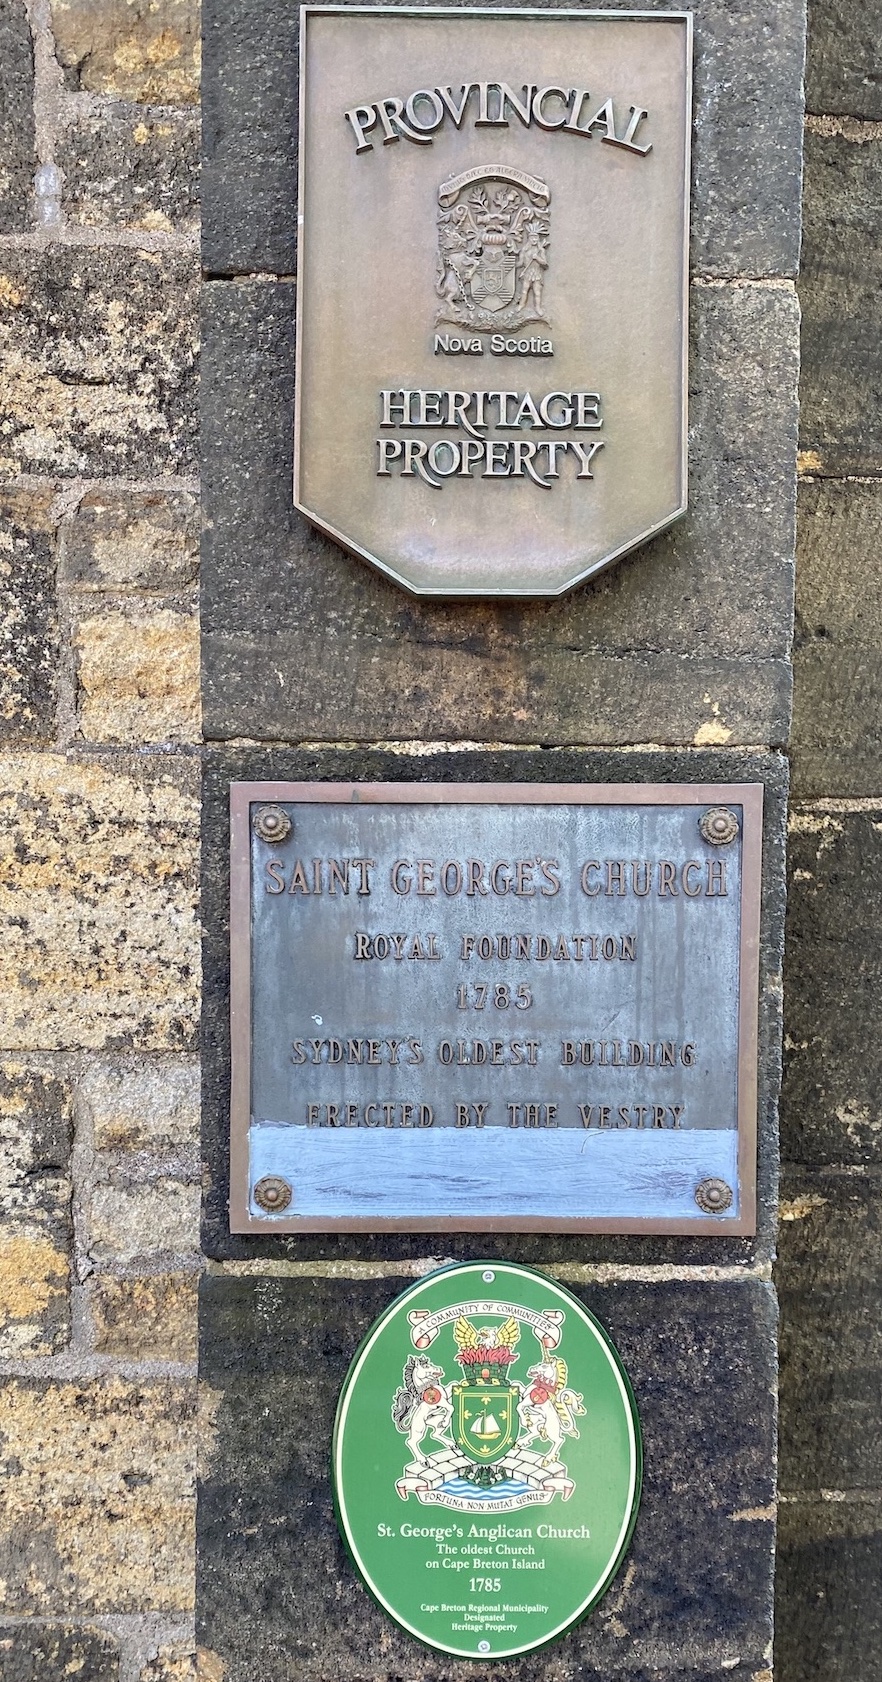 PROVINCIAL
Nova Scotia
HERITAGE
PROPERTY
SAINT GEORGE'S CHURCH
ROYAL FOUNDATION
1785
SYDNEY'S OLDEST BUILDING
ERECTED BY THE VESTRY
A COMMUNITY OF COMMUNITIES
FORTUNA NON MUTAT GENUS
St. George's Anglican Church
The oldest Church
on Cape Breton Island
1785
Cape Breton Regional Municipality
Designated
Heritage Property